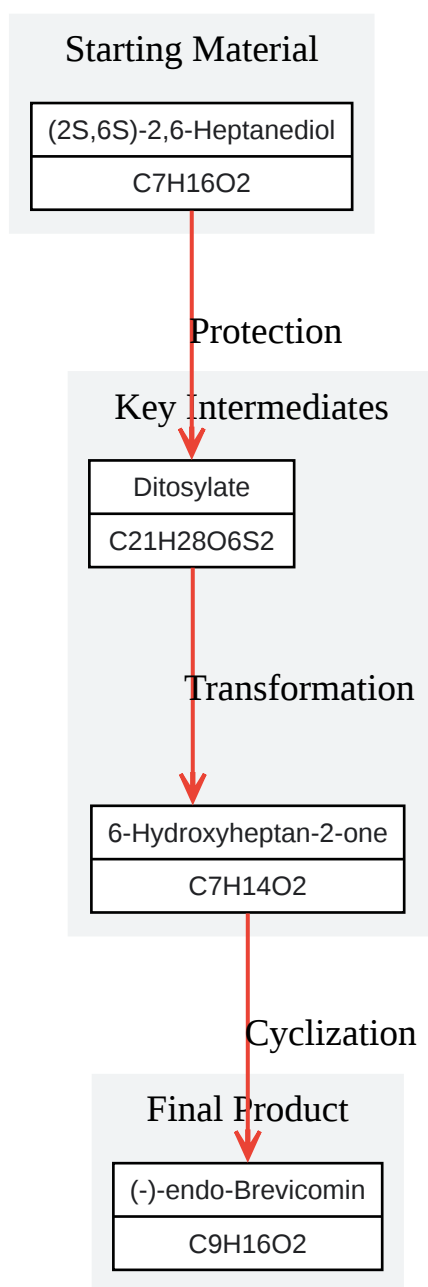 Starting Material
(2S,6S)-2,6-Heptanediol
C7H16O2
Protection
Key Intermediates
Ditosylate
C21H28O6S2
Transformation
6-Hydroxyheptan-2-one
C7H14O2
Cyclization
Final Product
(-)-endo-Brevicomin
C9H16O2